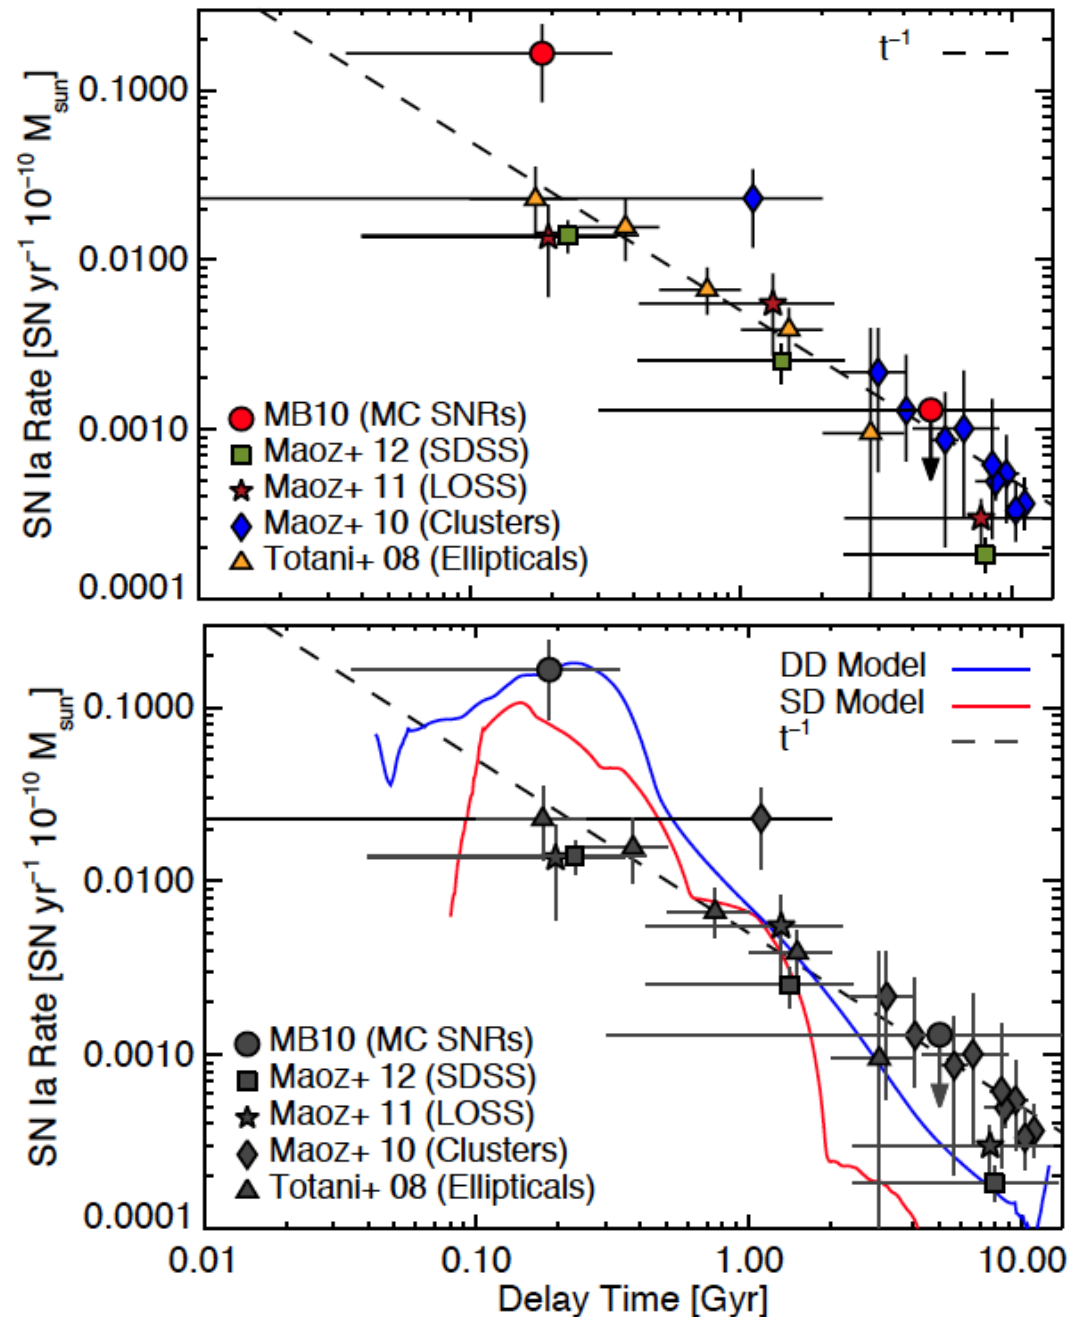 SN Ia Rate [SN yr⁻¹ 10⁻¹⁰ M_sun]
t⁻¹
0.1000
0.0100
0.0010
0.0001
MB10 (MC SNRs)
Maoz+ 12 (SDSS)
Maoz+ 11 (LOSS)
Maoz+ 10 (Clusters)
Totani+ 08 (Ellipticals)
SN Ia Rate [SN yr⁻¹ 10⁻¹⁰ M_sun]
DD Model
SD Model
t⁻¹
0.1000
0.0100
0.0010
0.0001
MB10 (MC SNRs)
Maoz+ 12 (SDSS)
Maoz+ 11 (LOSS)
Maoz+ 10 (Clusters)
Totani+ 08 (Ellipticals)
0.01 0.10 1.00 10.00
Delay Time [Gyr]